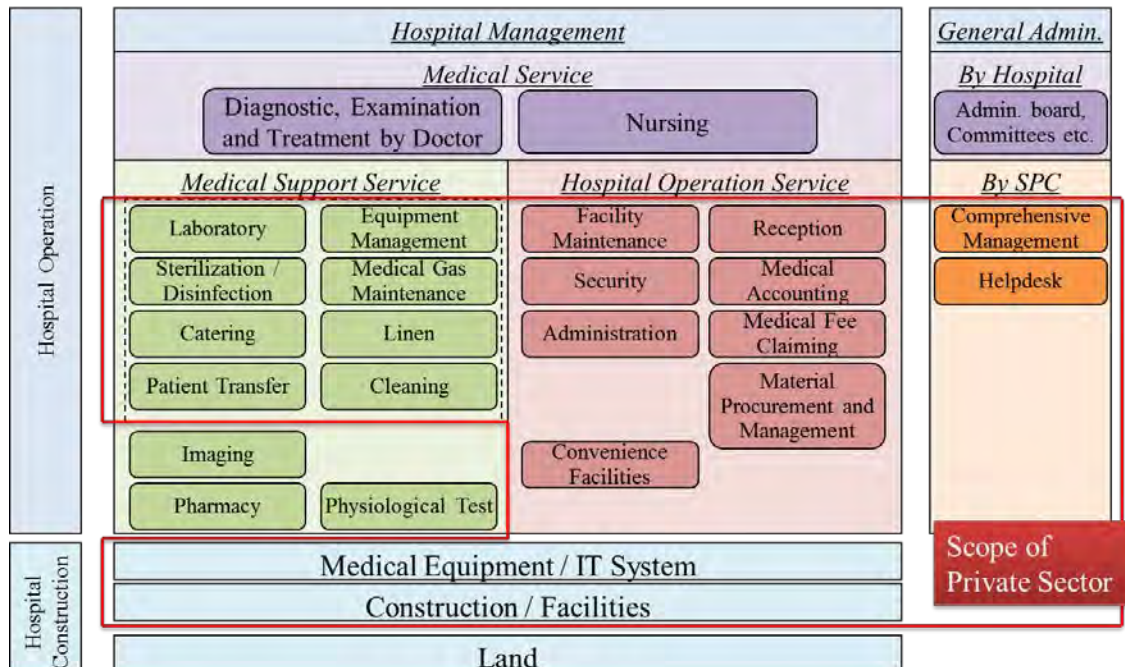 Hospital Management
General Admin.
Medical Service
By Hospital
Diagnostic, Examination
and Treatment by Doctor
Nursing
Admin. board,
Committees etc.
Hospital Operation
Medical Support Service
Hospital Operation Service
By SPC
Laboratory
Equipment
Management
Facility
Maintenance
Reception
Comprehensive
Management
Sterilization /
Disinfection
Medical Gas
Maintenance
Security
Medical
Accounting
Helpdesk
Catering
Linen
Administration
Medical Fee
Claiming
Patient Transfer
Cleaning
Material
Procurement and
Management
Imaging
Convenience
Facilities
Pharmacy
Physiological Test
Scope of
Private Sector
Hospital
Construction
Medical Equipment / IT System
Construction / Facilities
Land